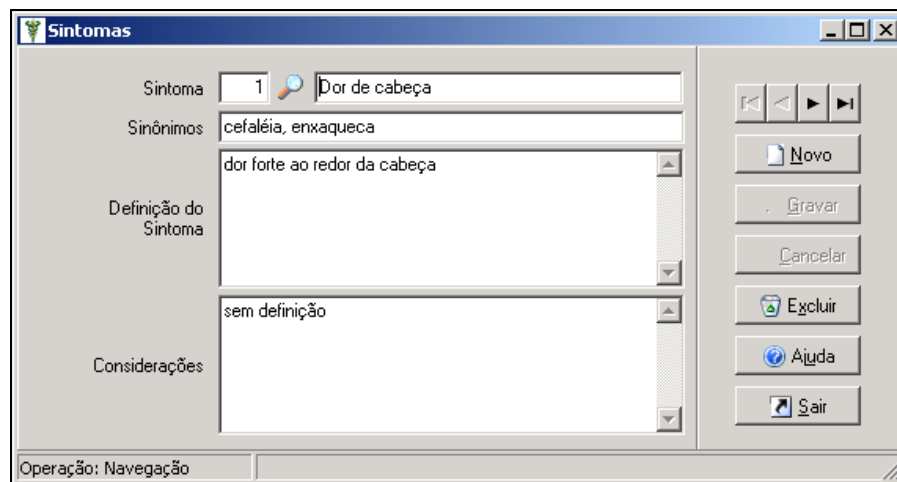 Sintomas
Sintoma 1 Dor de cabeça
Sinônimos cefaléia, enxaqueca
Definição do
Sintoma
dor forte ao redor da cabeça
Considerações
sem definição
Novo
Gravar
Cancelar
Excluir
Ajuda
Sair
Operação: Navegação